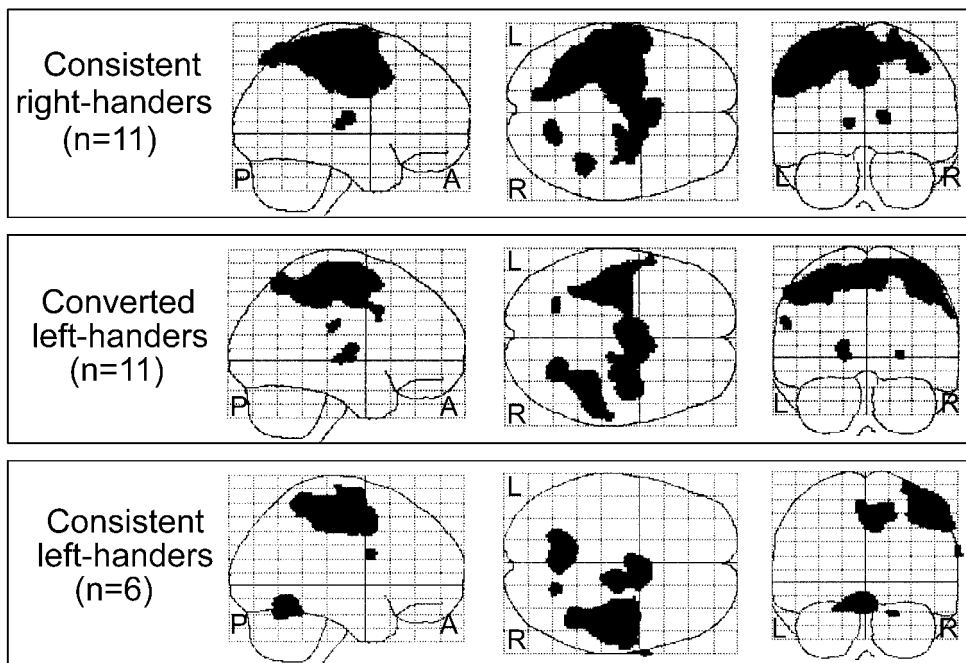 Consistent
right-handers
(n=11)
P
A
L
R
L
R
Converted
left-handers
(n=11)
P
A
L
R
L
R
Consistent
left-handers
(n=6)
P
A
L
R
L
R